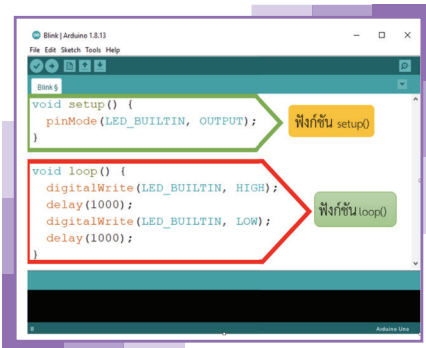 Blink | Arduino 1.8.13
File Edit Sketch Tools Help
Blink §
void setup() {
pinMode(LED_BUILTIN, OUTPUT);
}
ฟังก์ชัน setup()
void loop() {
digitalWrite(LED_BUILTIN, HIGH);
delay(1000);
digitalWrite(LED_BUILTIN, LOW);
delay(1000);
}
ฟังก์ชัน loop()
8
Arduino Uno